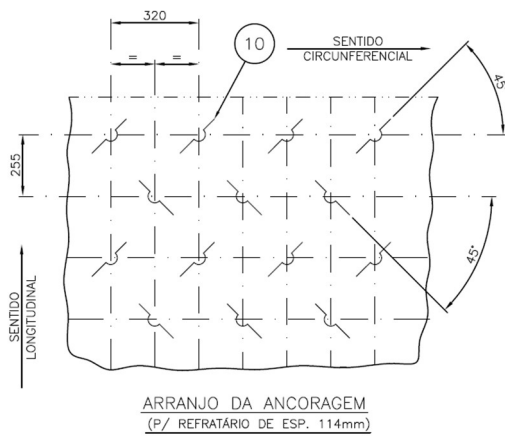 320
=
=
10
SENTIDO
CIRCUNFERENCIAL
45°
255
45°
SENTIDO
LONGITUDINAL
ARRANJO DA ANCORAGEM
(P/ REFRATÁRIO DE ESP. 114mm)